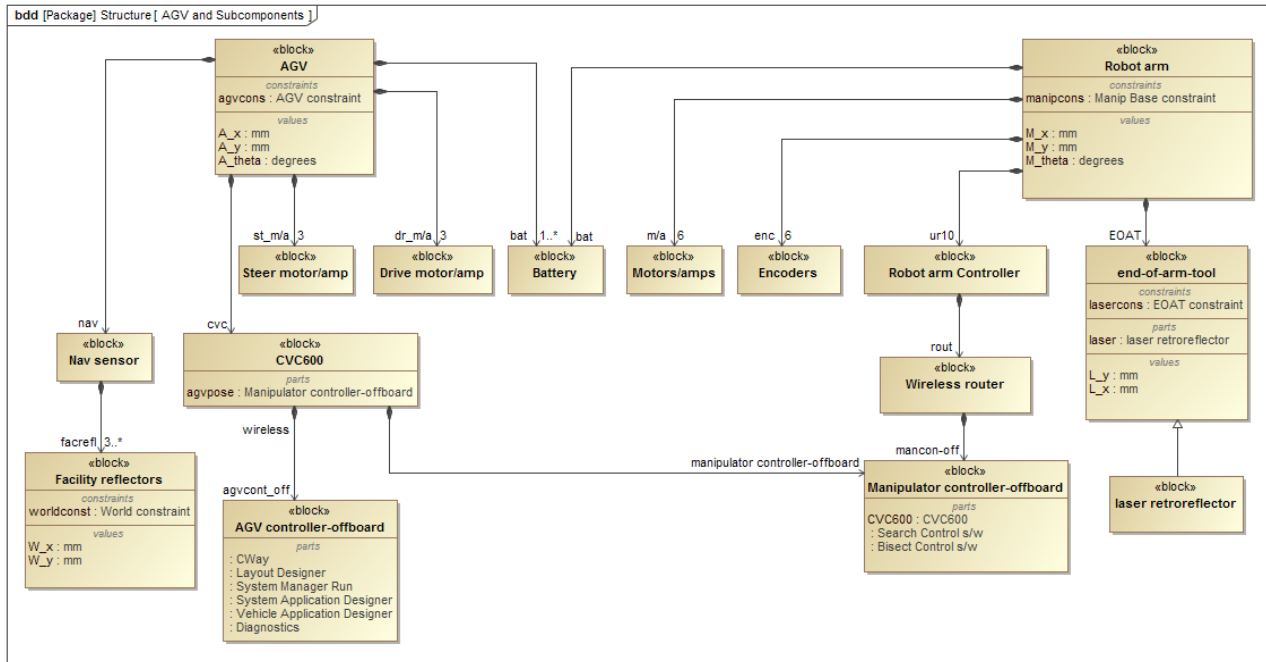 bdd [Package] Structure [ AGV and Subcomponents ]
«block»
AGV
constraints
agvcons : AGV constraint
values
A_x : mm
A_y : mm
A_theta : degrees
«block»
Robot arm
constraints
manipcons : Manip Base constraint
values
M_x : mm
M_y : mm
M_theta : degrees
st_m/a 3
dr_m/a 3
bat 1..*
bat
m/a 6
enc 6
ur10
EOAT
«block»
Steer motor/amp
«block»
Drive motor/amp
«block»
Battery
«block»
Motors/amps
«block»
Encoders
«block»
Robot arm Controller
«block»
end-of-arm-tool
constraints
lasercons : EOAT constraint
parts
laser : laser retroreflector
values
L_y : mm
L_x : mm
nav
cvc
rout
«block»
Nav sensor
«block»
CVC600
parts
agvpose : Manipulator controller-offboard
«block»
Wireless router
wireless
facrefl 3..*
agvcont_off
manipulator controller-offboard
mancon-off
«block»
Facility reflectors
constraints
worldconst : World constraint
values
W_x : mm
W_y : mm
«block»
AGV controller-offboard
parts
: CWay
: Layout Designer
: System Manager Run
: System Application Designer
: Vehicle Application Designer
: Diagnostics
«block»
Manipulator controller-offboard
parts
CVC600 : CVC600
: Search Control s/w
: Bisect Control s/w
«block»
laser retroreflector